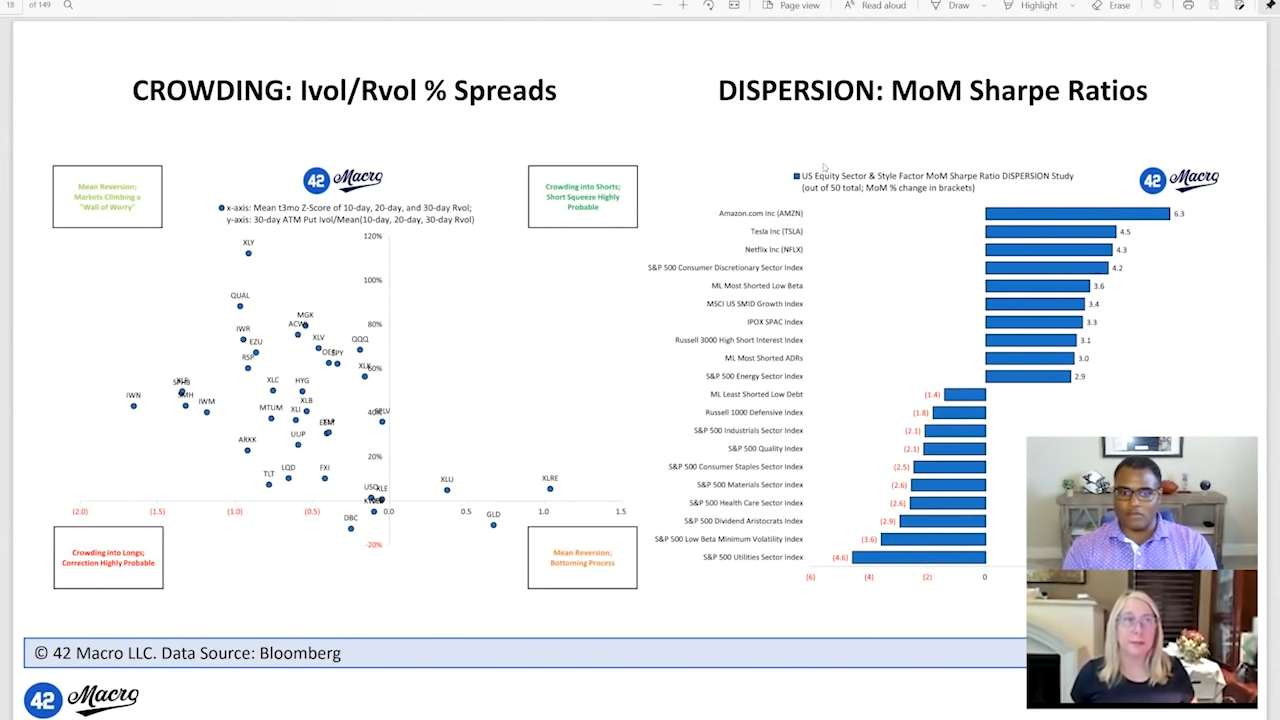 18 of 149
Page view
Read aloud
Draw
Highlight
Erase
CROWDING: Ivol/Rvol % Spreads
DISPERSION: MoM Sharpe Ratios
Mean Reversion;
Markets Climbing a
"Wall of Worry"
42 Macro
Crowding into Shorts;
Short Squeeze Highly
Probable
x-axis: Mean t3mo Z-Score of 10-day, 20-day, and 30-day Rvol;
y-axis: 30-day ATM Put Ivol/Mean(10-day, 20-day, 30-day Rvol)
120%
XLY
100%
QUAL
MGK
80%
IWR
XLV
QQQ
EZU
RSP
60%
XLC
HYG
IWN
IWM
XLB
MTUM
XLI
ARKK
UUP
20%
TLT
LQD
FXI
USO
XLE
XLU
XLRE
DBC
GLD
(2.0)
(1.5)
(1.0)
(0.5)
0.0
0.5
1.0
1.5
-20%
Crowding into Longs;
Correction Highly Probable
Mean Reversion;
Bottoming Process
US Equity Sector & Style Factor MoM Sharpe Ratio DISPERSION Study
(out of 50 total; MoM % change in brackets)
42 Macro
Amazon.com Inc (AMZN) 6.3
Tesla Inc (TSLA) 4.5
Netflix Inc (NFLX) 4.3
S&P 500 Consumer Discretionary Sector Index 4.2
ML Most Shorted Low Beta 3.6
MSCI US SMID Growth Index 3.4
IPOX SPAC Index 3.3
Russell 3000 High Short Interest Index 3.1
ML Most Shorted ADRs 3.0
S&P 500 Energy Sector Index 2.9
ML Least Shorted Low Debt (1.4)
Russell 1000 Defensive Index (1.8)
S&P 500 Industrials Sector Index (2.1)
S&P 500 Quality Index (2.1)
S&P 500 Consumer Staples Sector Index (2.5)
S&P 500 Materials Sector Index (2.6)
S&P 500 Health Care Sector Index (2.6)
S&P 500 Dividend Aristocrats Index (2.9)
S&P 500 Low Beta Minimum Volatility Index (3.6)
S&P 500 Utilities Sector Index (4.6)
(6)
(4)
(2)
0
© 42 Macro LLC. Data Source: Bloomberg
42 Macro